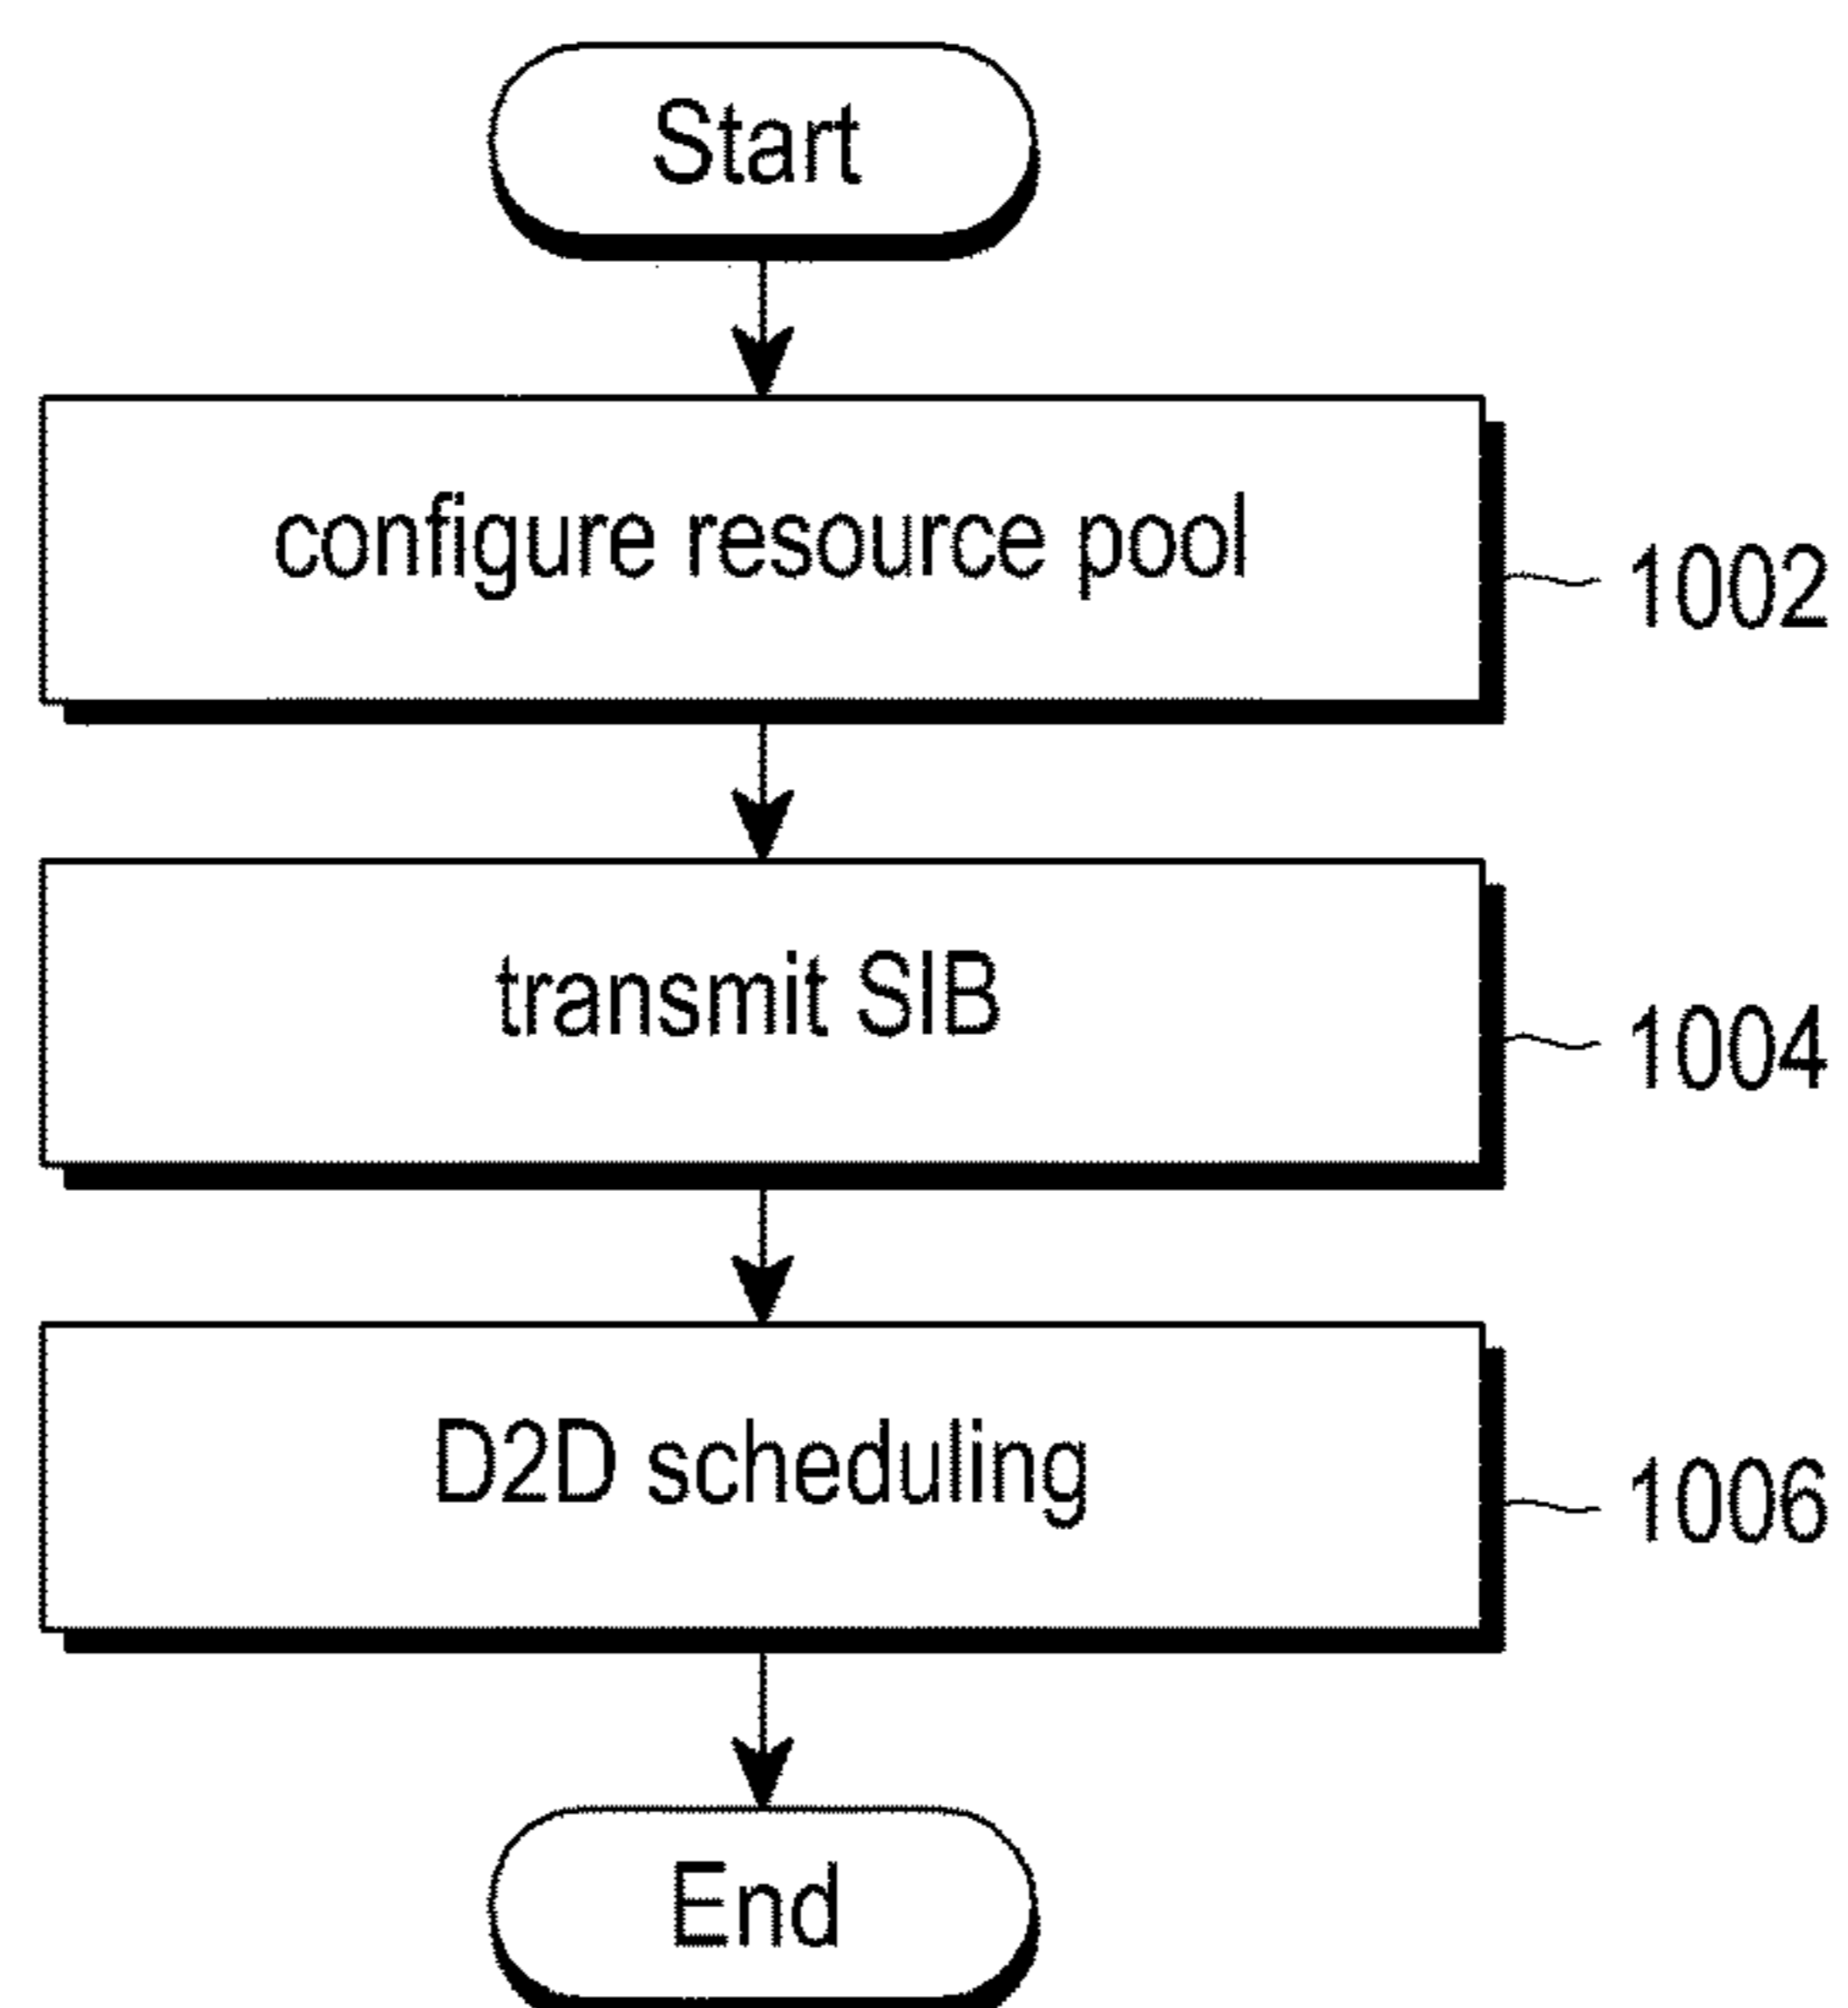 Start
configure resource pool
1002
transmit SIB
1004
D2D scheduling
1006
End